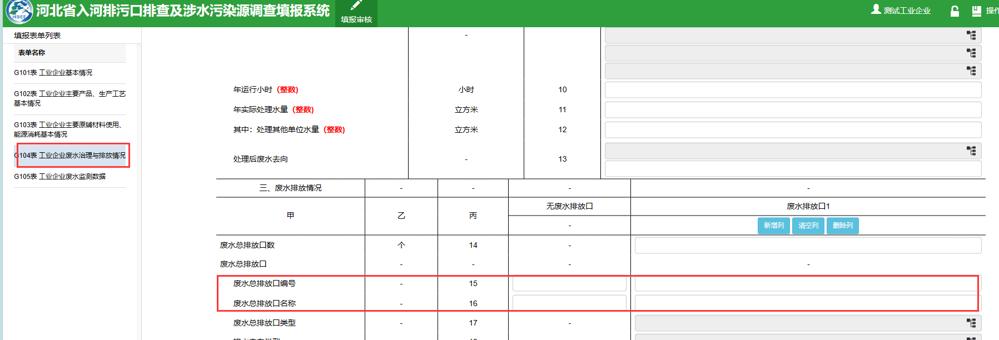 河北省入河排污口排查及涉水污染源调查填报系统
HBEE
填报审核
测试工业企业
操作
填报表单列表
表单名称
G101表 工业企业基本情况
G102表 工业企业主要产品、生产工艺
基本情况
G103表 工业企业主要原辅材料使用、
能源消耗基本情况
G104表 工业企业废水治理与排放情况
G105表 工业企业废水监测数据
-
年运行小时（整数） 小时 10
年实际处理水量（整数） 立方米 11
其中：处理其他单位水量（整数） 立方米 12
处理后废水去向 - 13
三、废水排放情况 - - - -
甲 乙 丙 无废水排放口 废水排放口1
- 新增列 清空列 删除列
废水总排放口数 个 14 -
废水总排放口 - - - -
废水总排放口编号 - 15
废水总排放口名称 - 16
废水总排放口类型 - 17 -